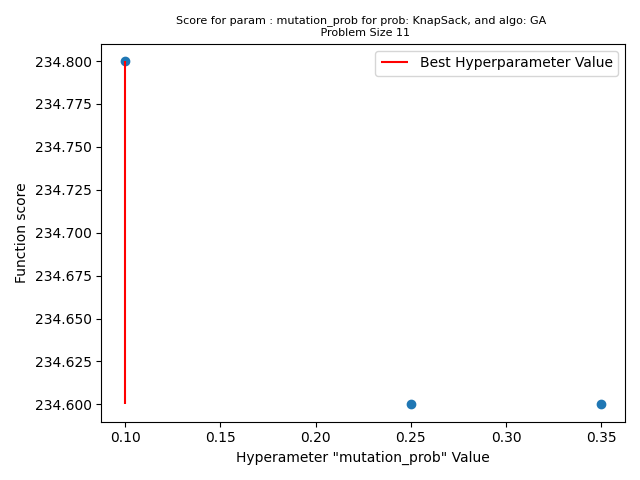 Score for param : mutation_prob for prob: KnapSack, and algo: GA
Problem Size 11
Best Hyperparameter Value
234.800
234.775
234.750
234.725
234.700
234.675
234.650
234.625
234.600
Function score
0.10 0.15 0.20 0.25 0.30 0.35
Hyperameter "mutation_prob" Value